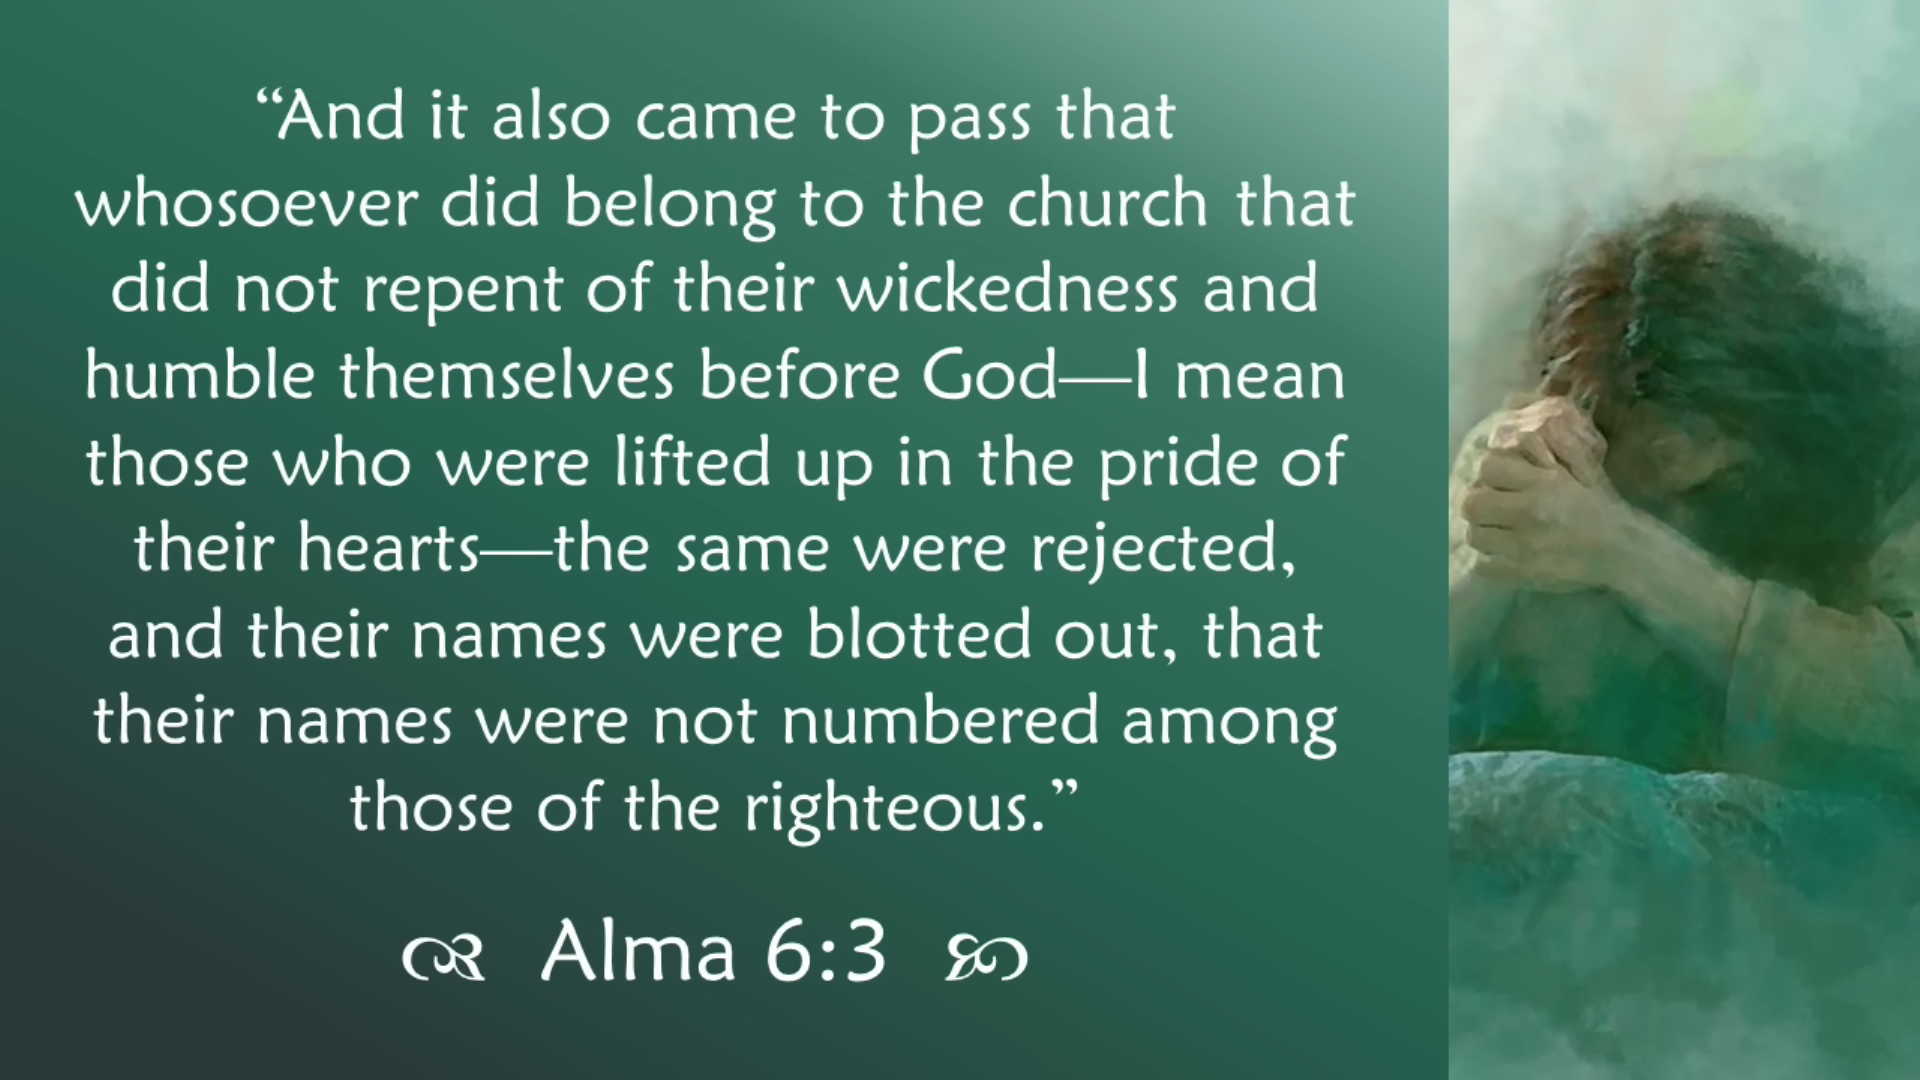 “And it also came to pass that
whosoever did belong to the church that
did not repent of their wickedness and
humble themselves before God—I mean
those who were lifted up in the pride of
their hearts—the same were rejected,
and their names were blotted out, that
their names were not numbered among
those of the righteous.”
Alma 6:3